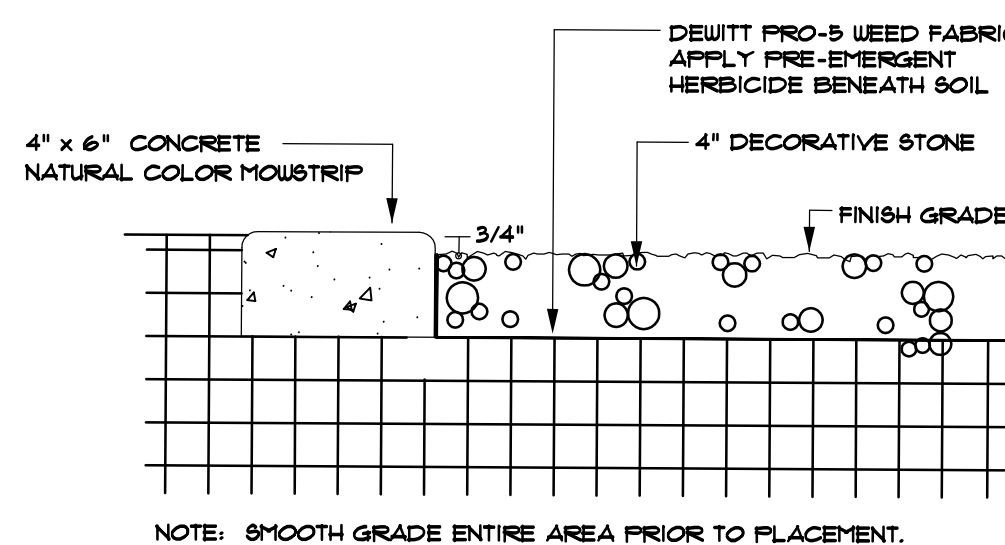 DEWITT PRO-5 WEED FABRIC
APPLY PRE-EMERGENT
HERBICIDE BENEATH SOIL
4" x 6" CONCRETE
NATURAL COLOR MOWSTRIP
4" DECORATIVE STONE
FINISH GRADE
3/4"
NOTE: SMOOTH GRADE ENTIRE AREA PRIOR TO PLACEMENT.